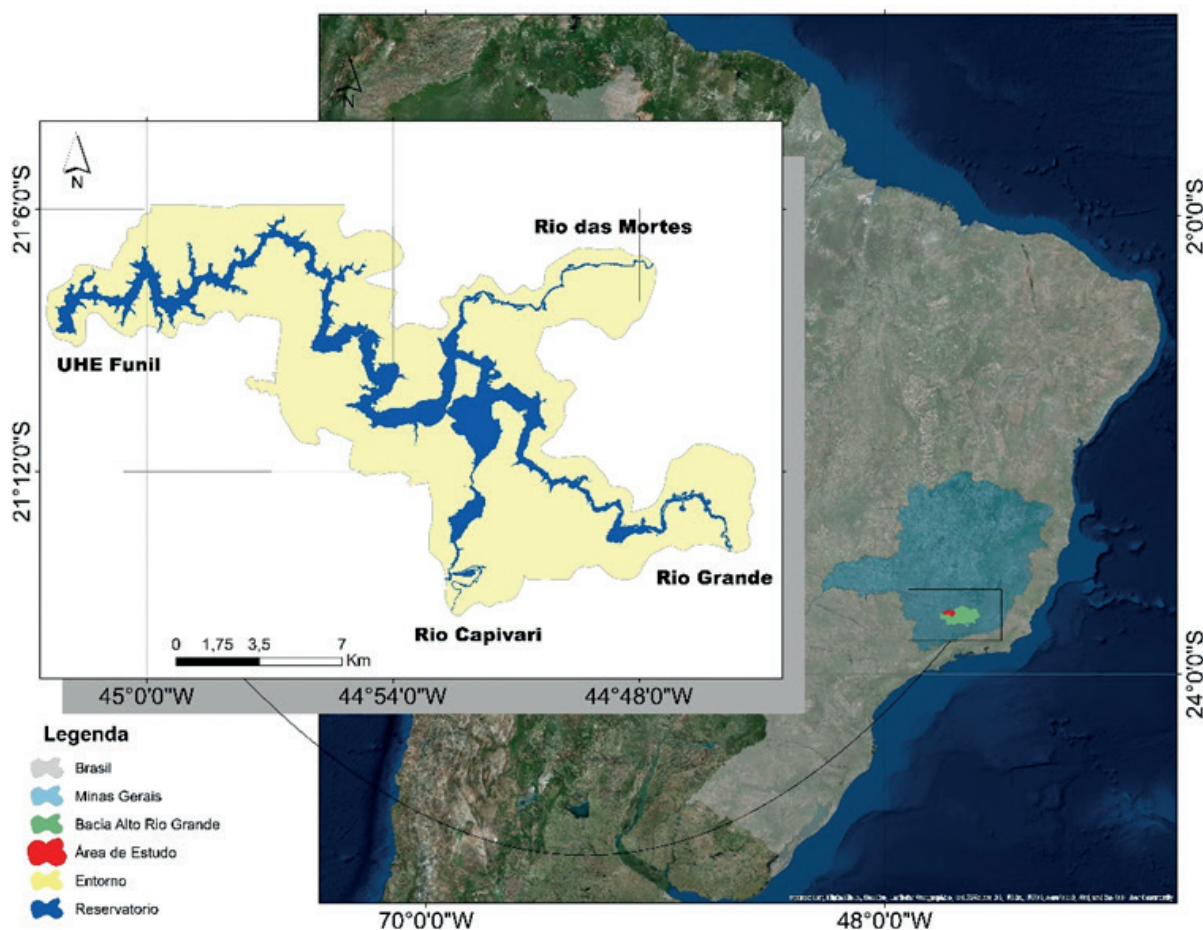 N
N
21°6'0"S
Rio das Mortes
UHE Funil
2°0'0"S
21°12'0"S
Rio Grande
Rio Capivari
0 1,75 3,5 7
Km
45°0'0"W 44°54'0"W 44°48'0"W
24°0'0"S
Legenda
Brasil
Minas Gerais
Bacia Alto Rio Grande
Área de Estudo
Entorno
Reservatorio
70°0'0"W 48°0'0"W